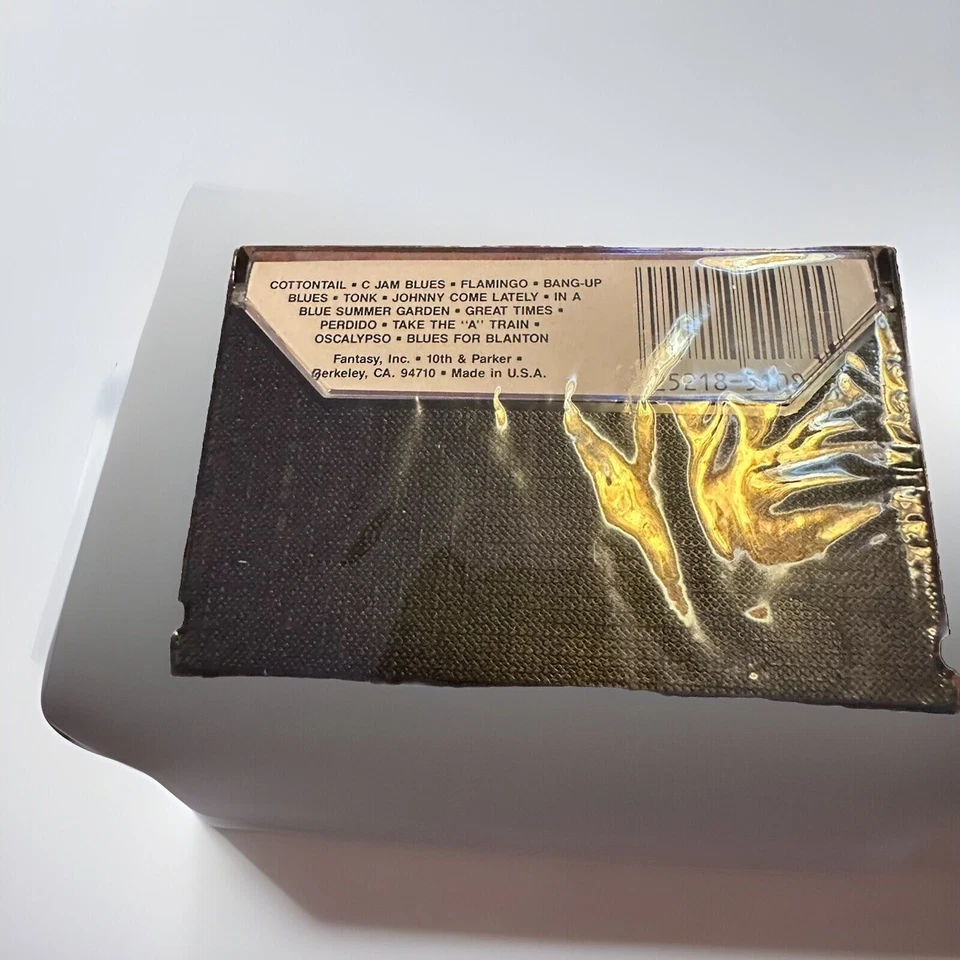 COTTONTAIL ▪ C JAM BLUES ▪ FLAMINGO ▪ BANG-UP
BLUES ▪ TONK ▪ JOHNNY COME LATELY ▪ IN A
BLUE SUMMER GARDEN ▪ GREAT TIMES ▪
PERDIDO ▪ TAKE THE "A" TRAIN ▪
OSCALYPSO ▪ BLUES FOR BLANTON
Fantasy, Inc. ▪ 10th & Parker ▪
Berkeley, CA. 94710 ▪ Made in U.S.A.